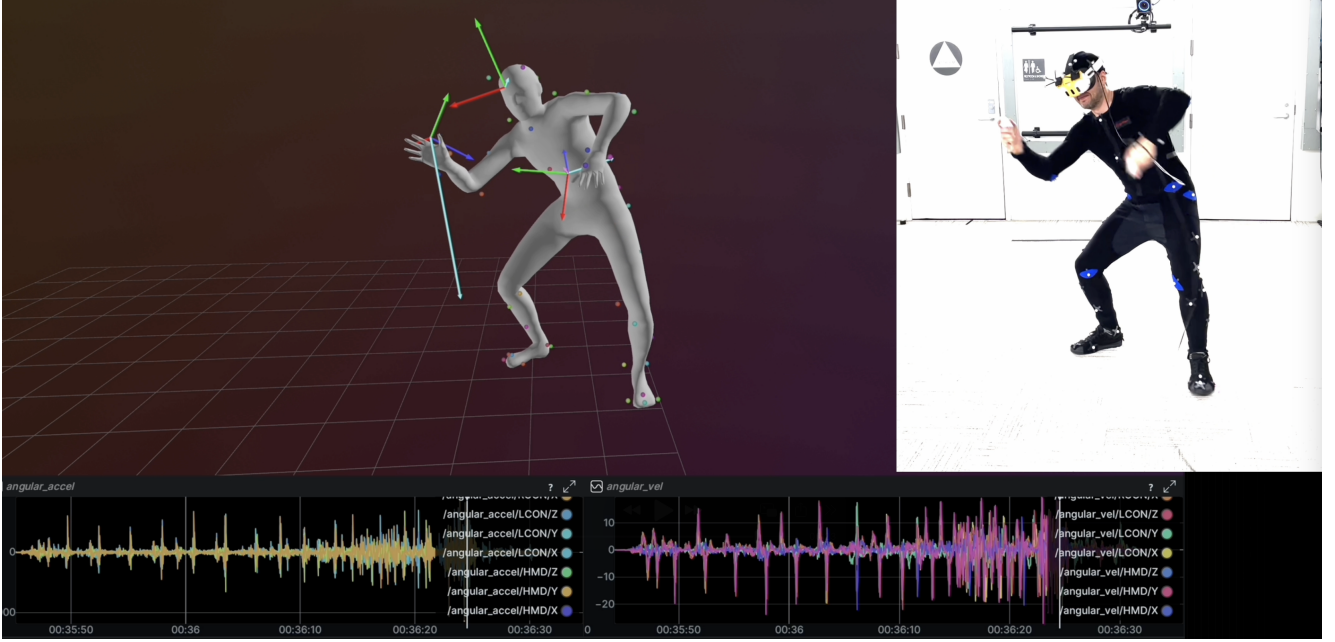 angular_accel
?
/angular_accel/LCON/Z
/angular_accel/LCON/Y
/angular_accel/LCON/X
/angular_accel/HMD/Z
/angular_accel/HMD/Y
/angular_accel/HMD/X
0
00
00:35:50
00:36
00:36:10
00:36:20
00:36:30
angular_vel
?
/angular_vel/LCON/Z
/angular_vel/LCON/Y
/angular_vel/LCON/X
/angular_vel/HMD/Z
/angular_vel/HMD/Y
/angular_vel/HMD/X
10
0
-10
-20
00:35:50
00:36
00:36:10
00:36:20
00:36:30